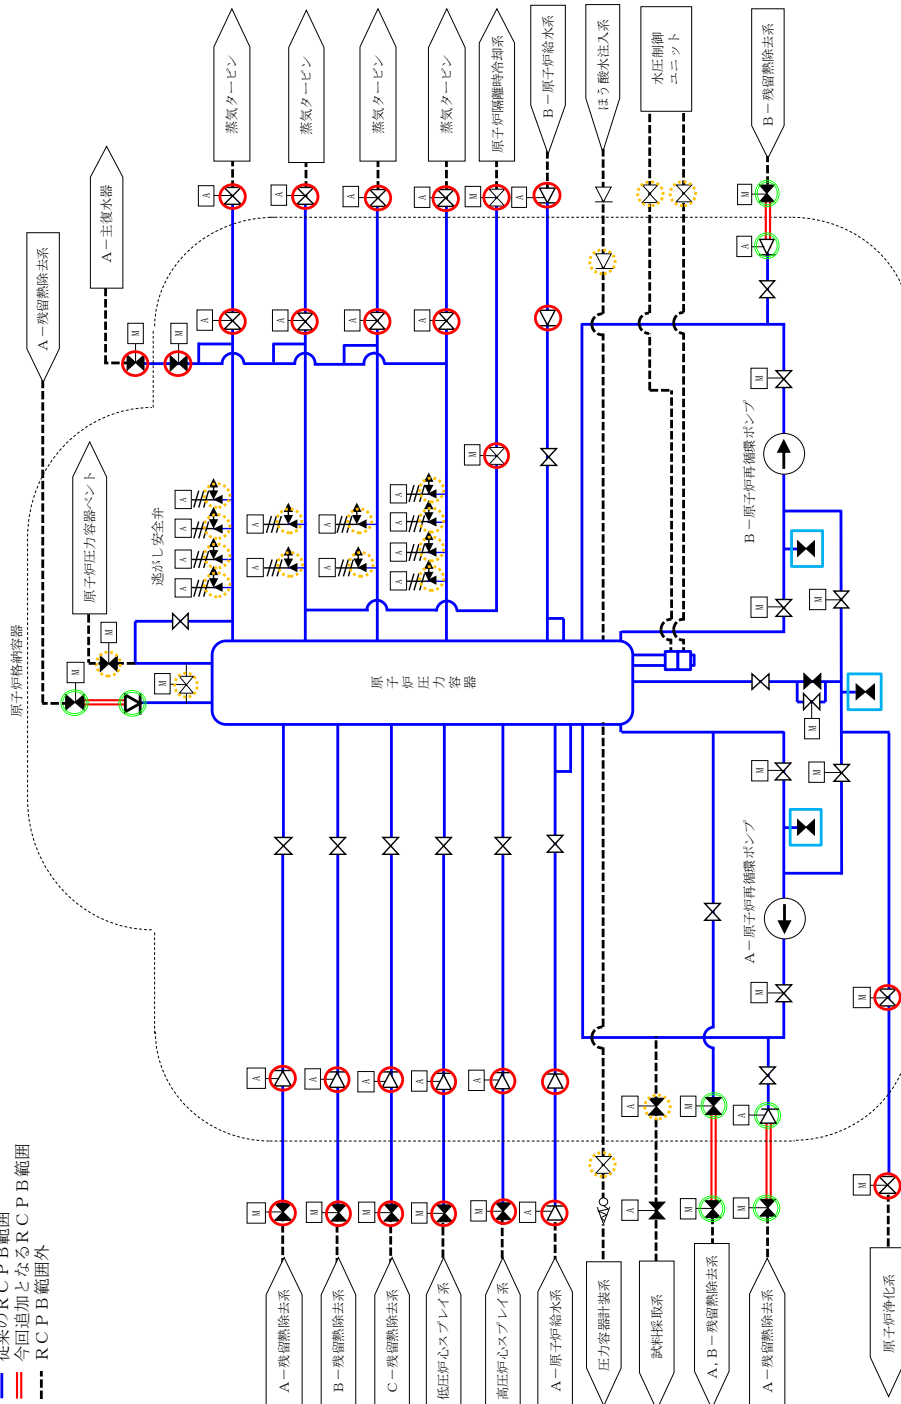 蒸気タービン
蒸気タービン
蒸気タービン
蒸気タービン
原子炉隔離時冷却系
B－原子炉給水系
ほう酸水注入系
水圧制御
ユニット
B－残留熱除去系
A－主復水器
A－残留熱除去系
原子炉圧力容器ベント
逃がし安全弁
原子炉格納容器
原子炉圧力容器
B－原子炉再循環ポンプ
A－原子炉再循環ポンプ
A－残留熱除去系
B－残留熱除去系
C－残留熱除去系
低圧炉心スプレイ系
高圧炉心スプレイ系
A－原子炉給水系
圧力容器計装系
試料採取系
A, B－残留熱除去系
A－残留熱除去系
原子炉浄化系
従来のRCPB範囲
今回追加となるRCPB範囲
RCPB範囲外
A
A
A
A
M
A
M
A
A
A
A
A
M
M
M
M
M
A
A
A
A
A
A
A
A
A
A
A
A
M
M
M
M
M
M
M
M
A
A
A
A
A
M
M
M
M
M
A
A
A
M
M
A
M
M
M